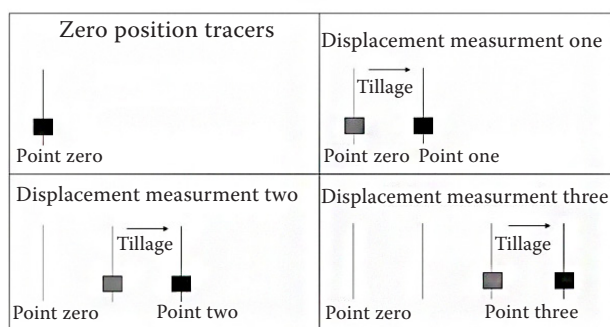 Zero position tracers
Point zero
Displacement measurment one
Tillage
Point zero Point one
Displacement measurment two
Tillage
Point zero Point two
Displacement measurment three
Tillage
Point zero Point three